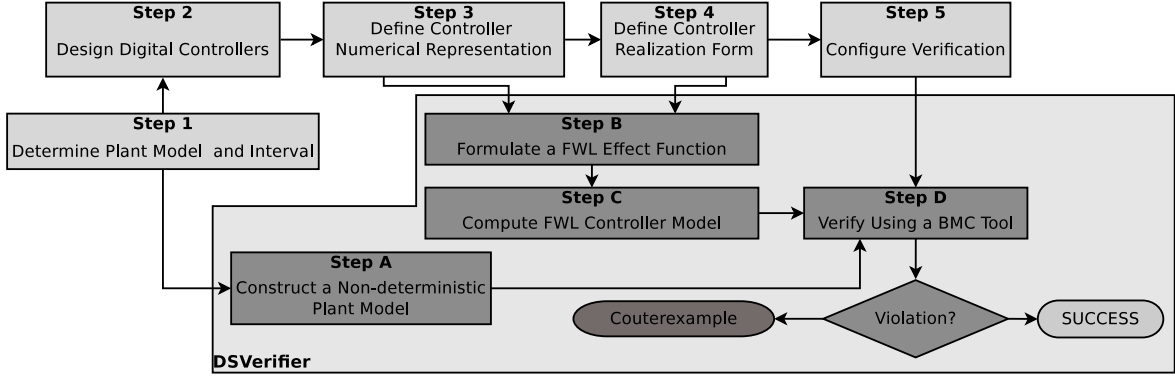 Step 2
Design Digital Controllers
Step 3
Define Controller
Numerical Representation
Step 4
Define Controller
Realization Form
Step 5
Configure Verification
Step 1
Determine Plant Model and Interval
Step B
Formulate a FWL Effect Function
Step C
Compute FWL Controller Model
Step D
Verify Using a BMC Tool
Step A
Construct a Non-deterministic
Plant Model
Couterexample
Violation?
SUCCESS
DSVerifier